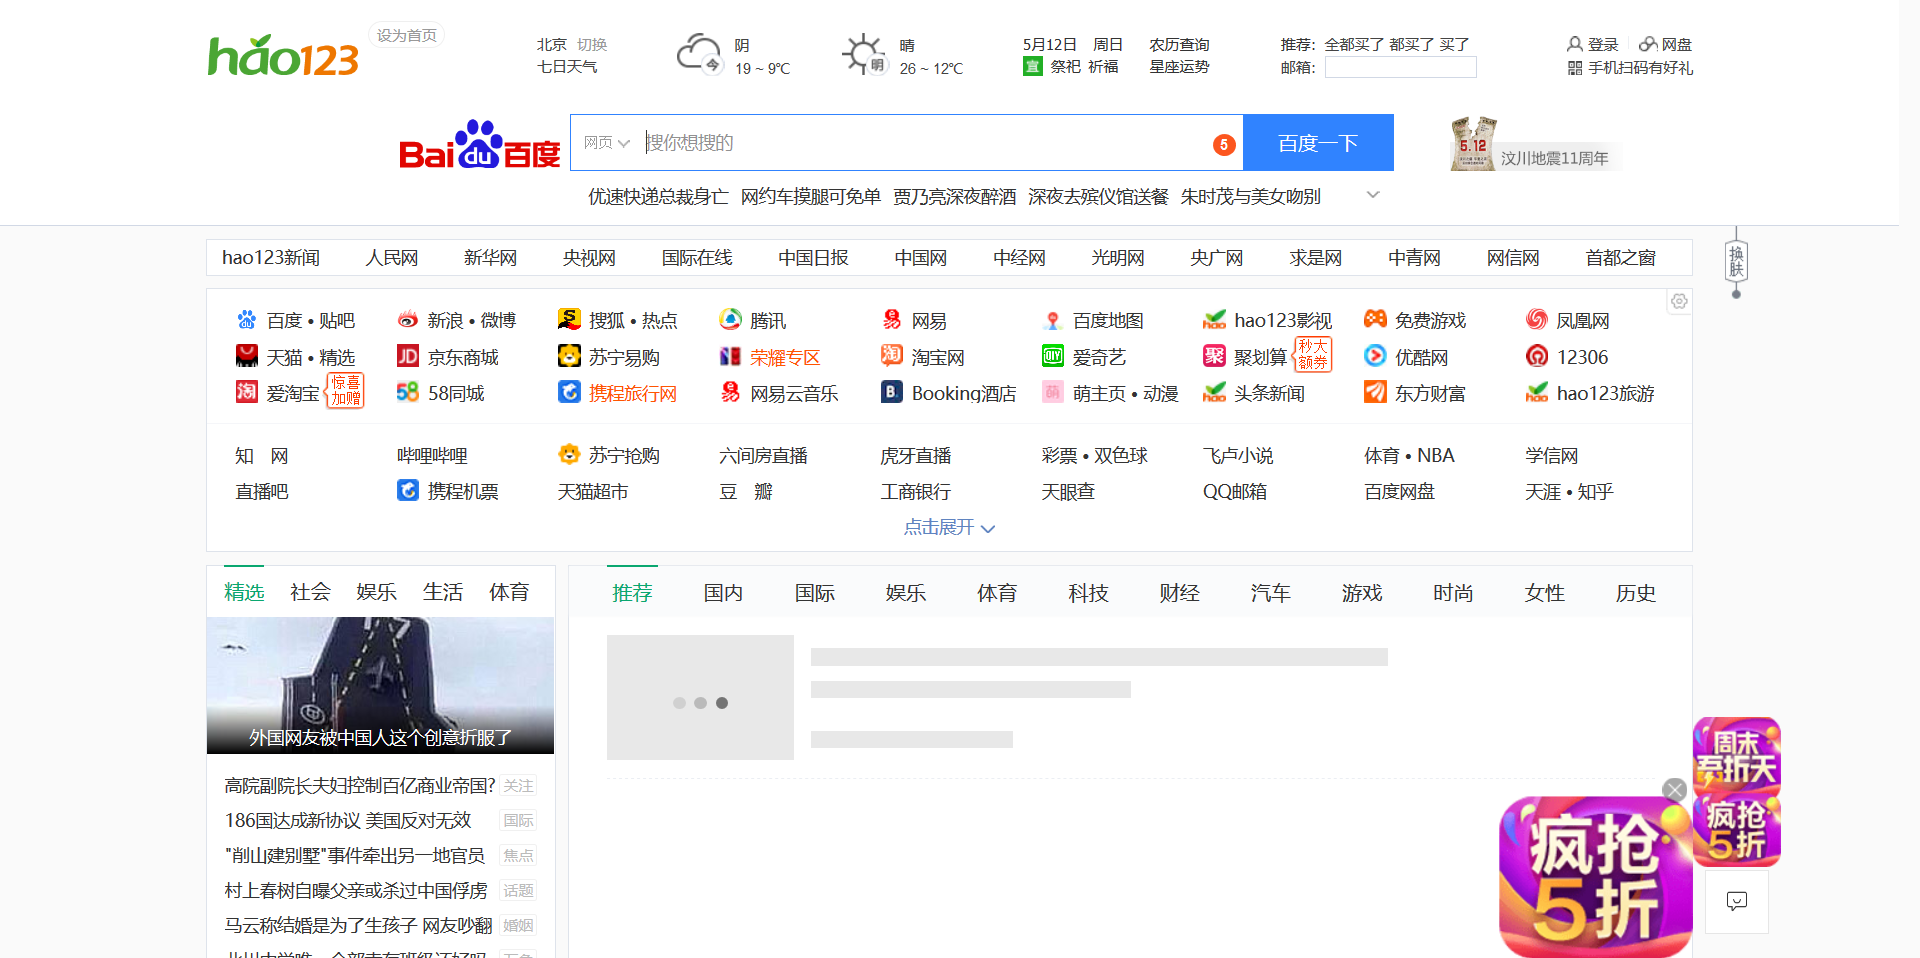 hao123
设为首页
北京 切换
七日天气
今
阴
19 ~ 9℃
明
晴
26 ~ 12℃
5月12日 周日 农历查询
宜 祭祀 祈福 星座运势
推荐: 全都买了 都买了 买了
邮箱:
登录 网盘
手机扫码有好礼
Bai du 百度
网页 搜你想搜的 5 百度一下
5.12
汶川地震11周年
优速快递总裁身亡 网约车摸腿可免单 贾乃亮深夜醉酒 深夜去殡仪馆送餐 朱时茂与美女吻别
hao123新闻 人民网 新华网 央视网 国际在线 中国日报 中国网 中经网 光明网 央广网 求是网 中青网 网信网 首都之窗
换肤
百度 • 贴吧 新浪 • 微博 搜狐 • 热点 腾讯 网易 百度地图 hao123影视 免费游戏 凤凰网
天猫 • 精选 京东商城 苏宁易购 荣耀专区 淘宝网 爱奇艺 聚划算 秒大额券 优酷网 12306
爱淘宝 惊喜加赠 58同城 携程旅行网 网易云音乐 Booking酒店 萌主页 • 动漫 头条新闻 东方财富 hao123旅游
知 网 哔哩哔哩 苏宁抢购 六间房直播 虎牙直播 彩票 • 双色球 飞卢小说 体育 • NBA 学信网
直播吧 携程机票 天猫超市 豆 瓣 工商银行 天眼查 QQ邮箱 百度网盘 天涯 • 知乎
点击展开
精选 社会 娱乐 生活 体育
外国网友被中国人这个创意折服了
高院副院长夫妇控制百亿商业帝国? 关注
186国达成新协议 美国反对无效 国际
"削山建别墅"事件牵出另一地官员 焦点
村上春树自曝父亲或杀过中国俘虏 话题
马云称结婚是为了生孩子 网友吵翻 婚姻
推荐 国内 国际 娱乐 体育 科技 财经 汽车 游戏 时尚 女性 历史
周末
吾折天
疯抢
5折
疯抢
5折